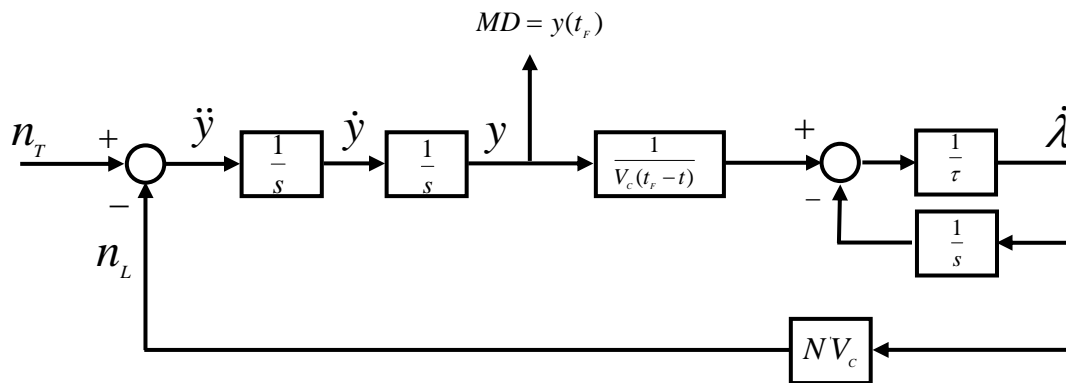 MD = y(t_F)
n_T
+
−
ÿ
1/s
ẏ
1/s
y
1/(V_C(t_F − t))
+
−
1/τ
λ̇
1/s
n_L
N'V_C